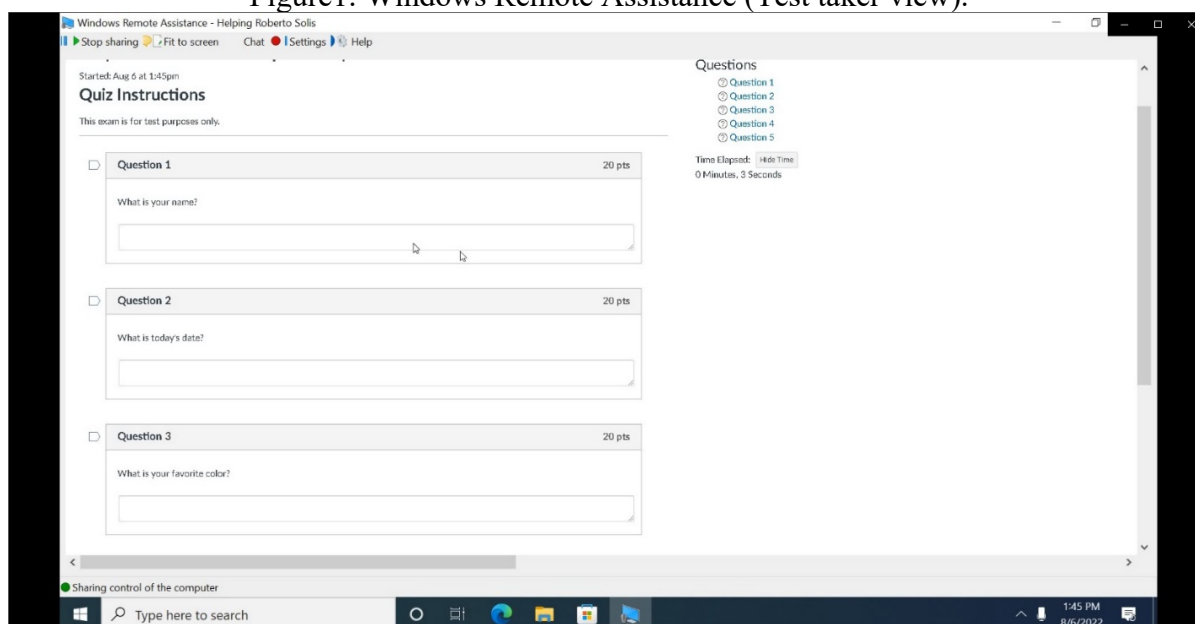 Figure1: Windows Remote Assistance (Test taker view).
Windows Remote Assistance - Helping Roberto Solis
Stop sharing Fit to screen Chat Settings Help
Started: Aug 6 at 1:45pm
Quiz Instructions
This exam is for test purposes only.
Question 1 20 pts
What is your name?
Question 2 20 pts
What is today's date?
Question 3 20 pts
What is your favorite color?
Questions
Question 1
Question 2
Question 3
Question 4
Question 5
Time Elapsed: Hide Time
0 Minutes, 3 Seconds
Sharing control of the computer
Type here to search
1:45 PM
8/6/2022